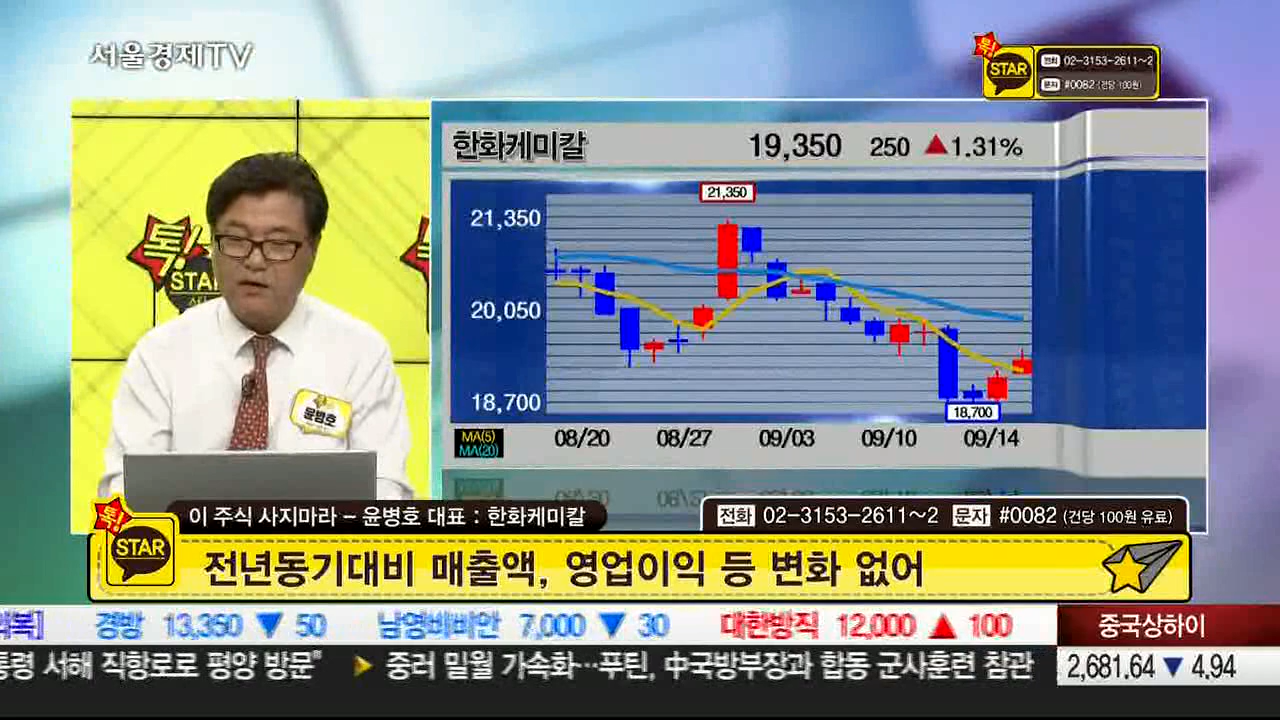 서울경제TV
톡!
STAR
전화 02-3153-2611~2
문자 #0082 (건당 100원)
한화케미칼 19,350 250 ▲1.31%
21,350
21,350
20,050
18,700
18,700
MA(5)
MA(20)
08/20 08/27 09/03 09/10 09/14
톡!
윤병호
이 주식 사지마라 – 윤병호 대표 : 한화케미칼
전화 02-3153-2611~2 문자 #0082 (건당 100원 유료)
톡!
STAR
전년동기대비 매출액, 영업이익 등 변화 없어
경방 13,350 ▼ 50 남영비비안 7,000 ▼ 30 대한방직 12,000 ▲ 100
중국상하이
통령 서해 직항로로 평양 방문" ▶ 중러 밀월 가속화…푸틴, 中국방부장과 합동 군사훈련 참관
2,681.64 ▼ 4.94